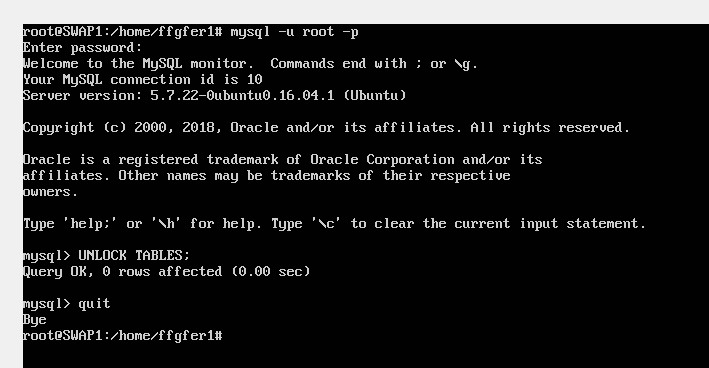 root@SWAP1:/home/ffgfer1# mysql -u root -p
Enter password:
Welcome to the MySQL monitor.  Commands end with ; or \g.
Your MySQL connection id is 10
Server version: 5.7.22-0ubuntu0.16.04.1 (Ubuntu)
Copyright (c) 2000, 2018, Oracle and/or its affiliates. All rights reserved.
Oracle is a registered trademark of Oracle Corporation and/or its
affiliates. Other names may be trademarks of their respective
owners.
Type 'help;' or '\h' for help. Type '\c' to clear the current input statement.
mysql> UNLOCK TABLES;
Query OK, 0 rows affected (0.00 sec)
mysql> quit
Bye
root@SWAP1:/home/ffgfer1#